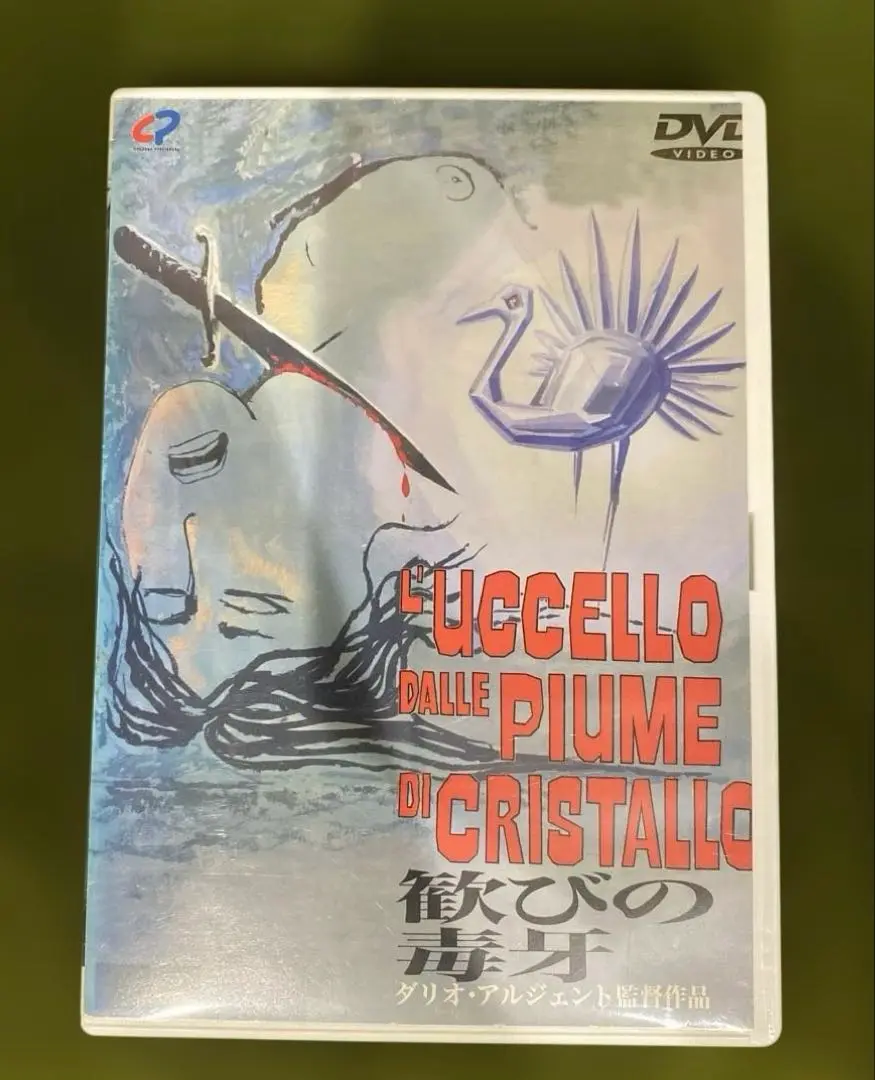 CP
DVD
VIDEO
L'UCCELLO
DALLE PIUME
DI CRISTALLO
歓びの
毒牙
ダリオ・アルジェント監督作品